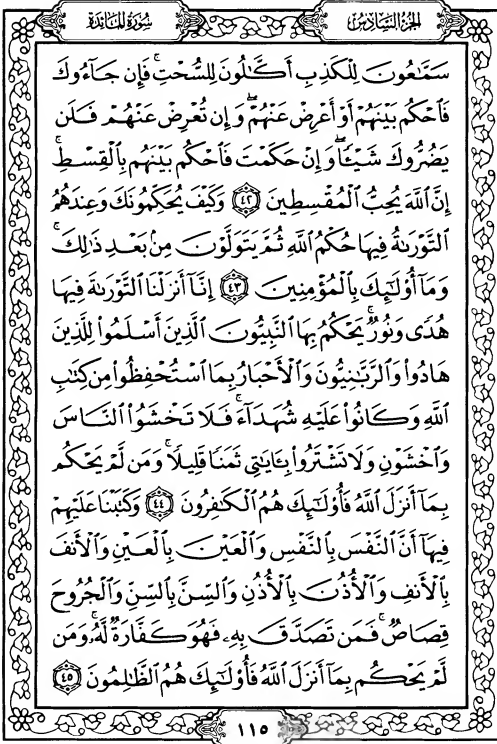 الجزء السادس سورة المائدة
سَمَّٰعُونَ لِلْكَذِبِ أَكَّٰلُونَ لِلسُّحْتِ ۚ فَإِن جَآءُوكَ
فَٱحْكُم بَيْنَهُمْ أَوْ أَعْرِضْ عَنْهُمْ ۖ وَإِن تُعْرِضْ عَنْهُمْ فَلَن
يَضُرُّوكَ شَيْـًٔا ۖ وَإِنْ حَكَمْتَ فَٱحْكُم بَيْنَهُم بِٱلْقِسْطِ ۚ
إِنَّ ٱللَّهَ يُحِبُّ ٱلْمُقْسِطِينَ ٤٢ وَكَيْفَ يُحَكِّمُونَكَ وَعِندَهُمُ
ٱلتَّوْرَىٰةُ فِيهَا حُكْمُ ٱللَّهِ ثُمَّ يَتَوَلَّوْنَ مِنۢ بَعْدِ ذَٰلِكَ ۚ
وَمَآ أُو۟لَٰٓئِكَ بِٱلْمُؤْمِنِينَ ٤٣ إِنَّآ أَنزَلْنَا ٱلتَّوْرَىٰةَ فِيهَا
هُدًى وَنُورٌ ۚ يَحْكُمُ بِهَا ٱلنَّبِيُّونَ ٱلَّذِينَ أَسْلَمُوا۟ لِلَّذِينَ
هَادُوا۟ وَٱلرَّبَّٰنِيُّونَ وَٱلْأَحْبَارُ بِمَا ٱسْتُحْفِظُوا۟ مِن كِتَٰبِ
ٱللَّهِ وَكَانُوا۟ عَلَيْهِ شُهَدَآءَ ۚ فَلَا تَخْشَوُا۟ ٱلنَّاسَ
وَٱخْشَوْنِ وَلَا تَشْتَرُوا۟ بِـَٔايَٰتِى ثَمَنًا قَلِيلًا ۚ وَمَن لَّمْ يَحْكُم
بِمَآ أَنزَلَ ٱللَّهُ فَأُو۟لَٰٓئِكَ هُمُ ٱلْكَٰفِرُونَ ٤٤ وَكَتَبْنَا عَلَيْهِمْ
فِيهَآ أَنَّ ٱلنَّفْسَ بِٱلنَّفْسِ وَٱلْعَيْنَ بِٱلْعَيْنِ وَٱلْأَنفَ
بِٱلْأَنفِ وَٱلْأُذُنَ بِٱلْأُذُنِ وَٱلسِّنَّ بِٱلسِّنِّ وَٱلْجُرُوحَ
قِصَاصٌ ۚ فَمَن تَصَدَّقَ بِهِۦ فَهُوَ كَفَّارَةٌ لَّهُۥ ۚ وَمَن
لَّمْ يَحْكُم بِمَآ أَنزَلَ ٱللَّهُ فَأُو۟لَٰٓئِكَ هُمُ ٱلظَّٰلِمُونَ ٤٥
١١٥